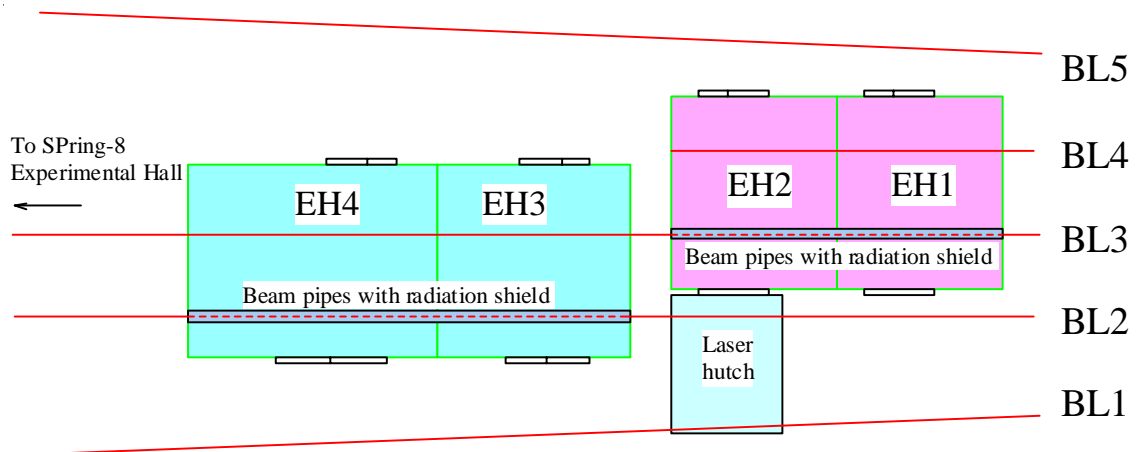 BL5
To SPring-8
Experimental Hall
BL4
EH4
EH3
EH2
EH1
BL3
Beam pipes with radiation shield
Beam pipes with radiation shield
BL2
Laser
hutch
BL1